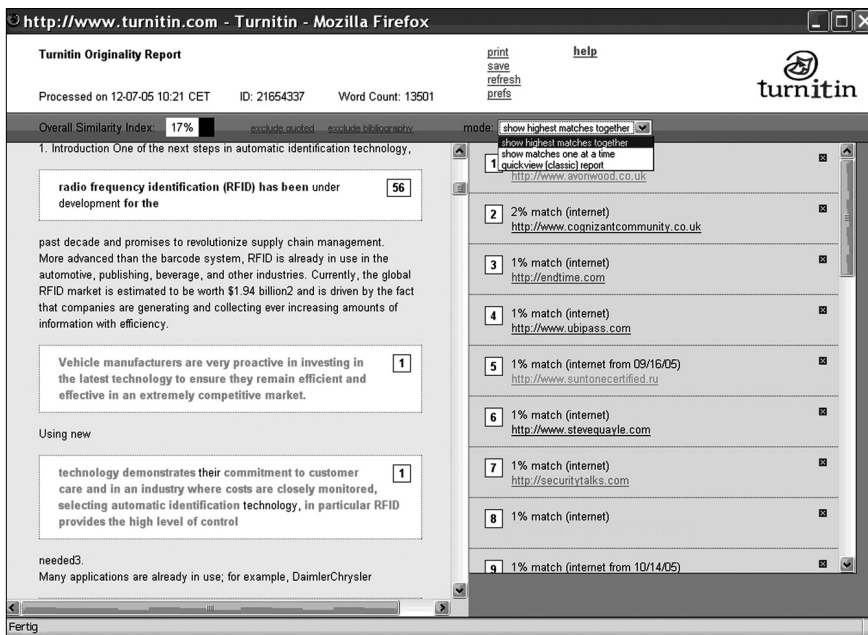 http://www.turnitin.com - Turnitin - Mozilla Firefox
Turnitin Originality Report
print
save
refresh
prefs
help
turnitin
Processed on 12-07-05 10:21 CET ID: 21654337 Word Count: 13501
Overall Similarity Index: 17% exclude quoted exclude bibliography mode: show highest matches together
show highest matches together
show matches one at a time
quickview (classic) report
1. Introduction One of the next steps in automatic identification technology,
radio frequency identification (RFID) has been under
development for the
56
past decade and promises to revolutionize supply chain management.
More advanced than the barcode system, RFID is already in use in the
automotive, publishing, beverage, and other industries. Currently, the global
RFID market is estimated to be worth $1.94 billion2 and is driven by the fact
that companies are generating and collecting ever increasing amounts of
information with efficiency.
Vehicle manufacturers are very proactive in investing in
the latest technology to ensure they remain efficient and
effective in an extremely competitive market.
1
Using new
technology demonstrates their commitment to customer
care and in an industry where costs are closely monitored,
selecting automatic identification technology, in particular RFID
provides the high level of control
1
needed3.
Many applications are already in use; for example, DaimlerChrysler
1
http://www.avonwood.co.uk
2 2% match (internet)
http://www.cognizantcommunity.co.uk
3 1% match (internet)
http://endtime.com
4 1% match (internet)
http://www.ubipass.com
5 1% match (internet from 09/16/05)
http://www.suntonecertified.ru
6 1% match (internet)
http://www.stevequayle.com
7 1% match (internet)
http://securitytalks.com
8 1% match (internet)
9 1% match (internet from 10/14/05)
Fertig